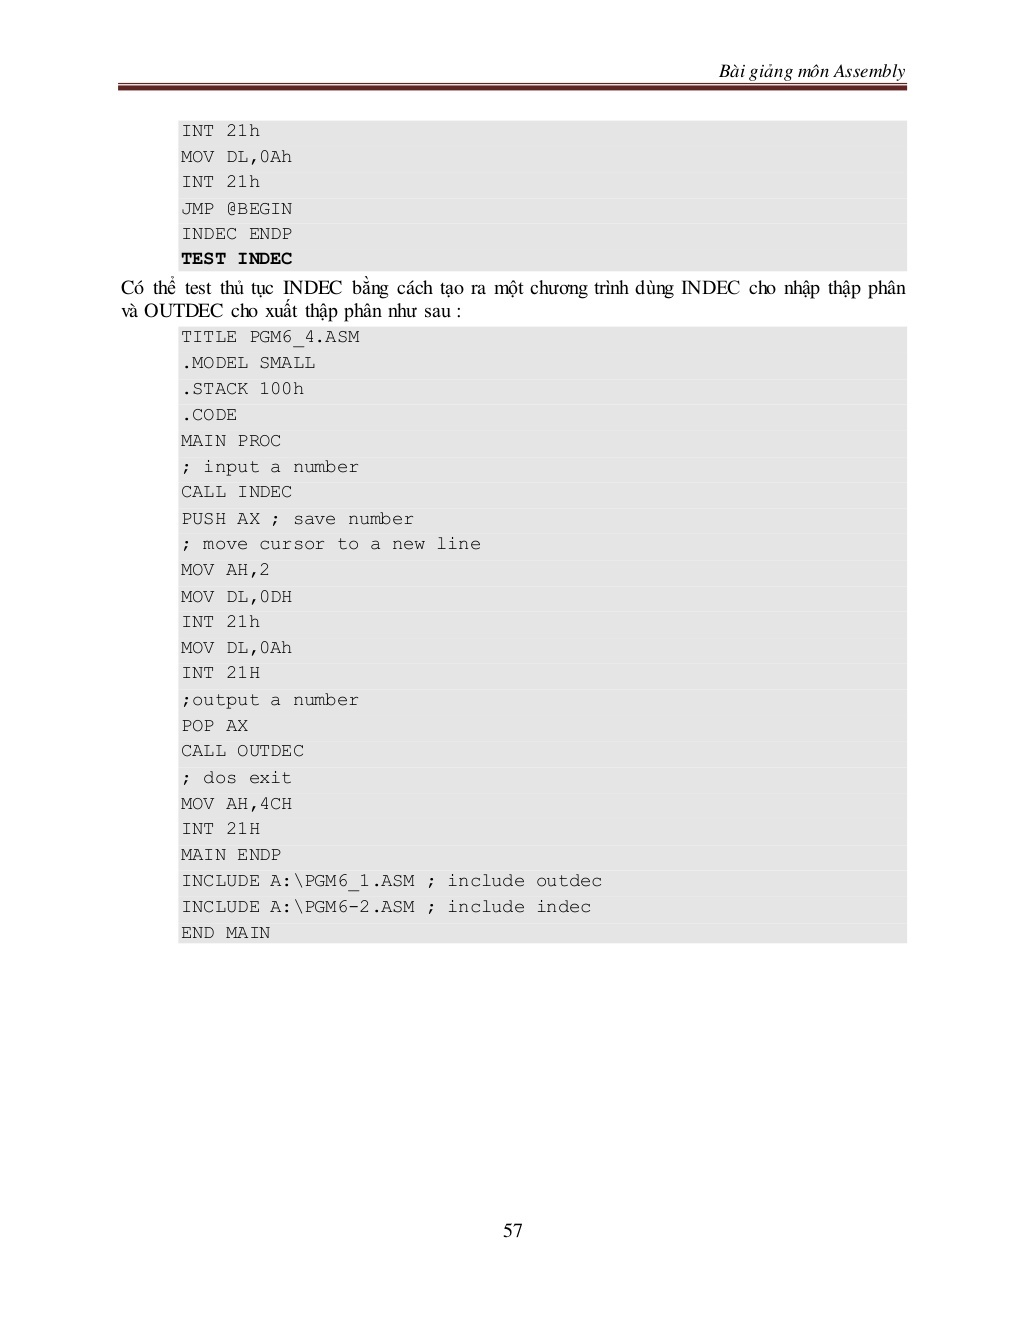 Bài giảng môn Assembly
INT 21h
MOV DL,0Ah
INT 21h
JMP @BEGIN
INDEC ENDP
TEST INDEC
Có thể test thủ tục INDEC bằng cách tạo ra một chương trình dùng INDEC cho nhập thập phân
và OUTDEC cho xuất thập phân như sau :
TITLE PGM6_4.ASM
.MODEL SMALL
.STACK 100h
.CODE
MAIN PROC
; input a number
CALL INDEC
PUSH AX ; save number
; move cursor to a new line
MOV AH,2
MOV DL,0DH
INT 21h
MOV DL,0Ah
INT 21H
;output a number
POP AX
CALL OUTDEC
; dos exit
MOV AH,4CH
INT 21H
MAIN ENDP
INCLUDE A:\PGM6_1.ASM ; include outdec
INCLUDE A:\PGM6-2.ASM ; include indec
END MAIN
57